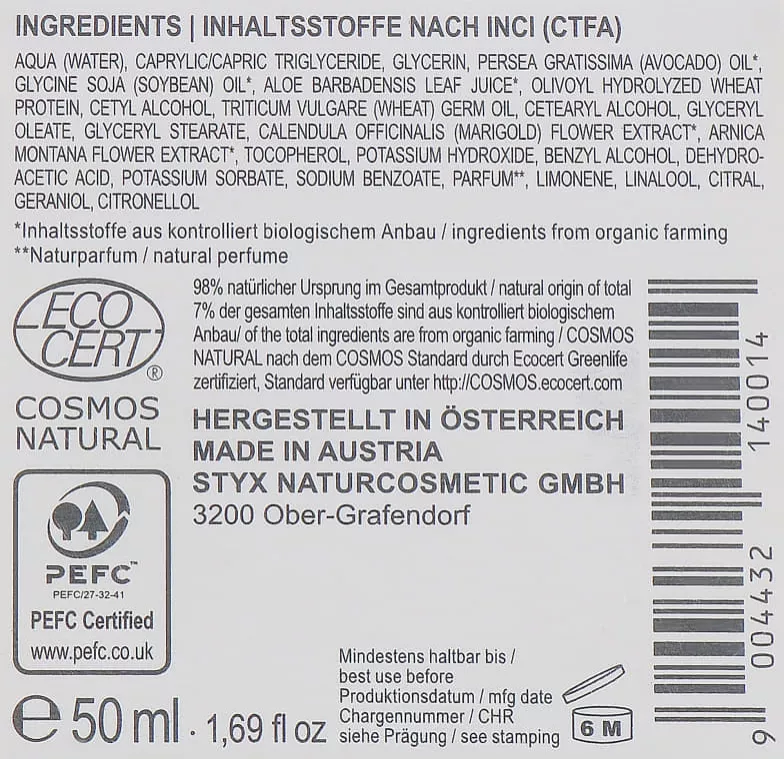 INGREDIENTS | INHALTSSTOFFE NACH INCI (CTFA)
AQUA (WATER), CAPRYLIC/CAPRIC TRIGLYCERIDE, GLYCERIN, PERSEA GRATISSIMA (AVOCADO) OIL*,
GLYCINE SOJA (SOYBEAN) OIL*, ALOE BARBADENSIS LEAF JUICE*, OLIVOYL HYDROLYZED WHEAT
PROTEIN, CETYL ALCOHOL, TRITICUM VULGARE (WHEAT) GERM OIL, CETEARYL ALCOHOL, GLYCERYL
OLEATE, GLYCERYL STEARATE, CALENDULA OFFICINALIS (MARIGOLD) FLOWER EXTRACT*, ARNICA
MONTANA FLOWER EXTRACT*, TOCOPHEROL, POTASSIUM HYDROXIDE, BENZYL ALCOHOL, DEHYDRO-
ACETIC ACID, POTASSIUM SORBATE, SODIUM BENZOATE, PARFUM**, LIMONENE, LINALOOL, CITRAL,
GERANIOL, CITRONELLOL
*Inhaltsstoffe aus kontrolliert biologischem Anbau / ingredients from organic farming
**Naturparfum / natural perfume
ECO
CERT®
COSMOS
NATURAL
98% natürlicher Ursprung im Gesamtprodukt / natural origin of total
7% der gesamten Inhaltsstoffe sind aus kontrolliert biologischem
Anbau/ of the total ingredients are from organic farming / COSMOS
NATURAL nach dem COSMOS Standard durch Ecocert Greenlife
zertifiziert, Standard verfügbar unter http://COSMOS.ecocert.com
HERGESTELLT IN ÖSTERREICH
MADE IN AUSTRIA
STYX NATURCOSMETIC GMBH
3200 Ober-Grafendorf
PEFC™
PEFC/27-32-41
PEFC Certified
www.pefc.co.uk
e 50 ml . 1,69 fl oz
Mindestens haltbar bis /
best use before
Produktionsdatum / mfg date
Chargennummer / CHR
siehe Prägung / see stamping
6 M
9 004432 140014